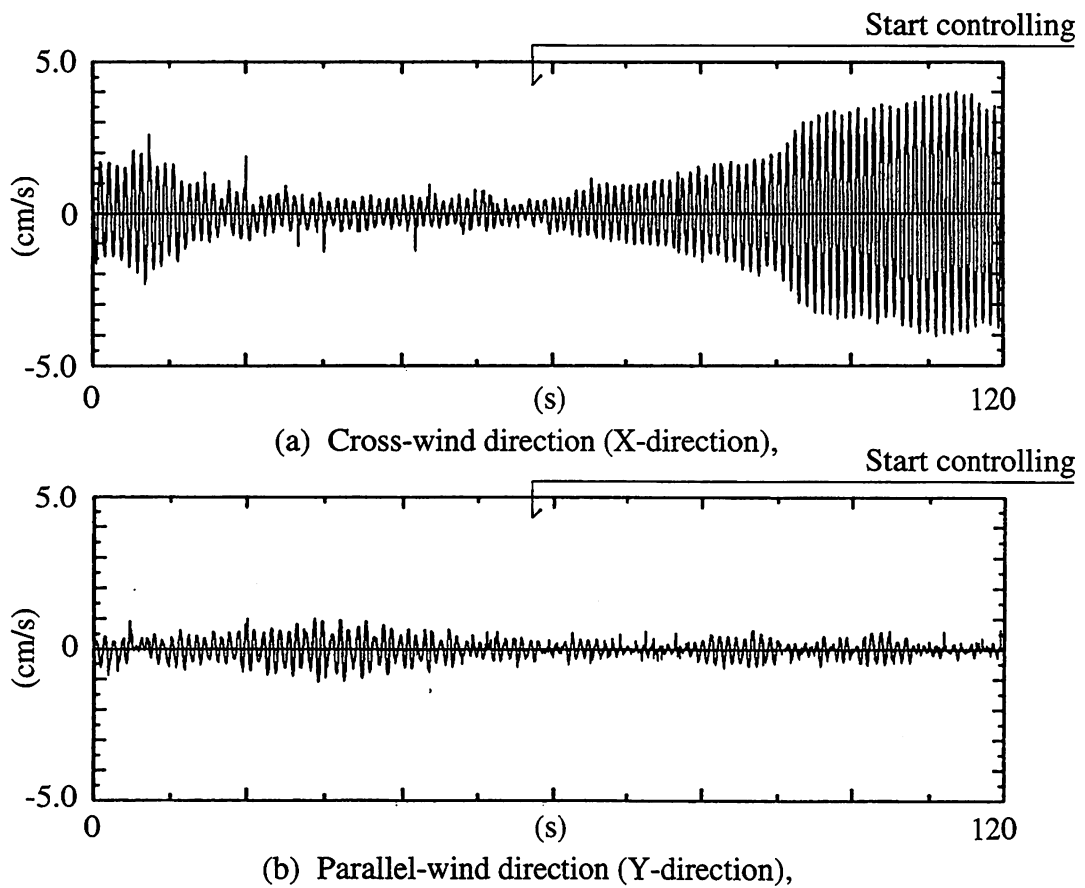 Start controlling
5.0
(cm/s)
0
-5.0
0 (s) 120
(a) Cross-wind direction (X-direction),
Start controlling
5.0
(cm/s)
0
-5.0
0 (s) 120
(b) Parallel-wind direction (Y-direction),